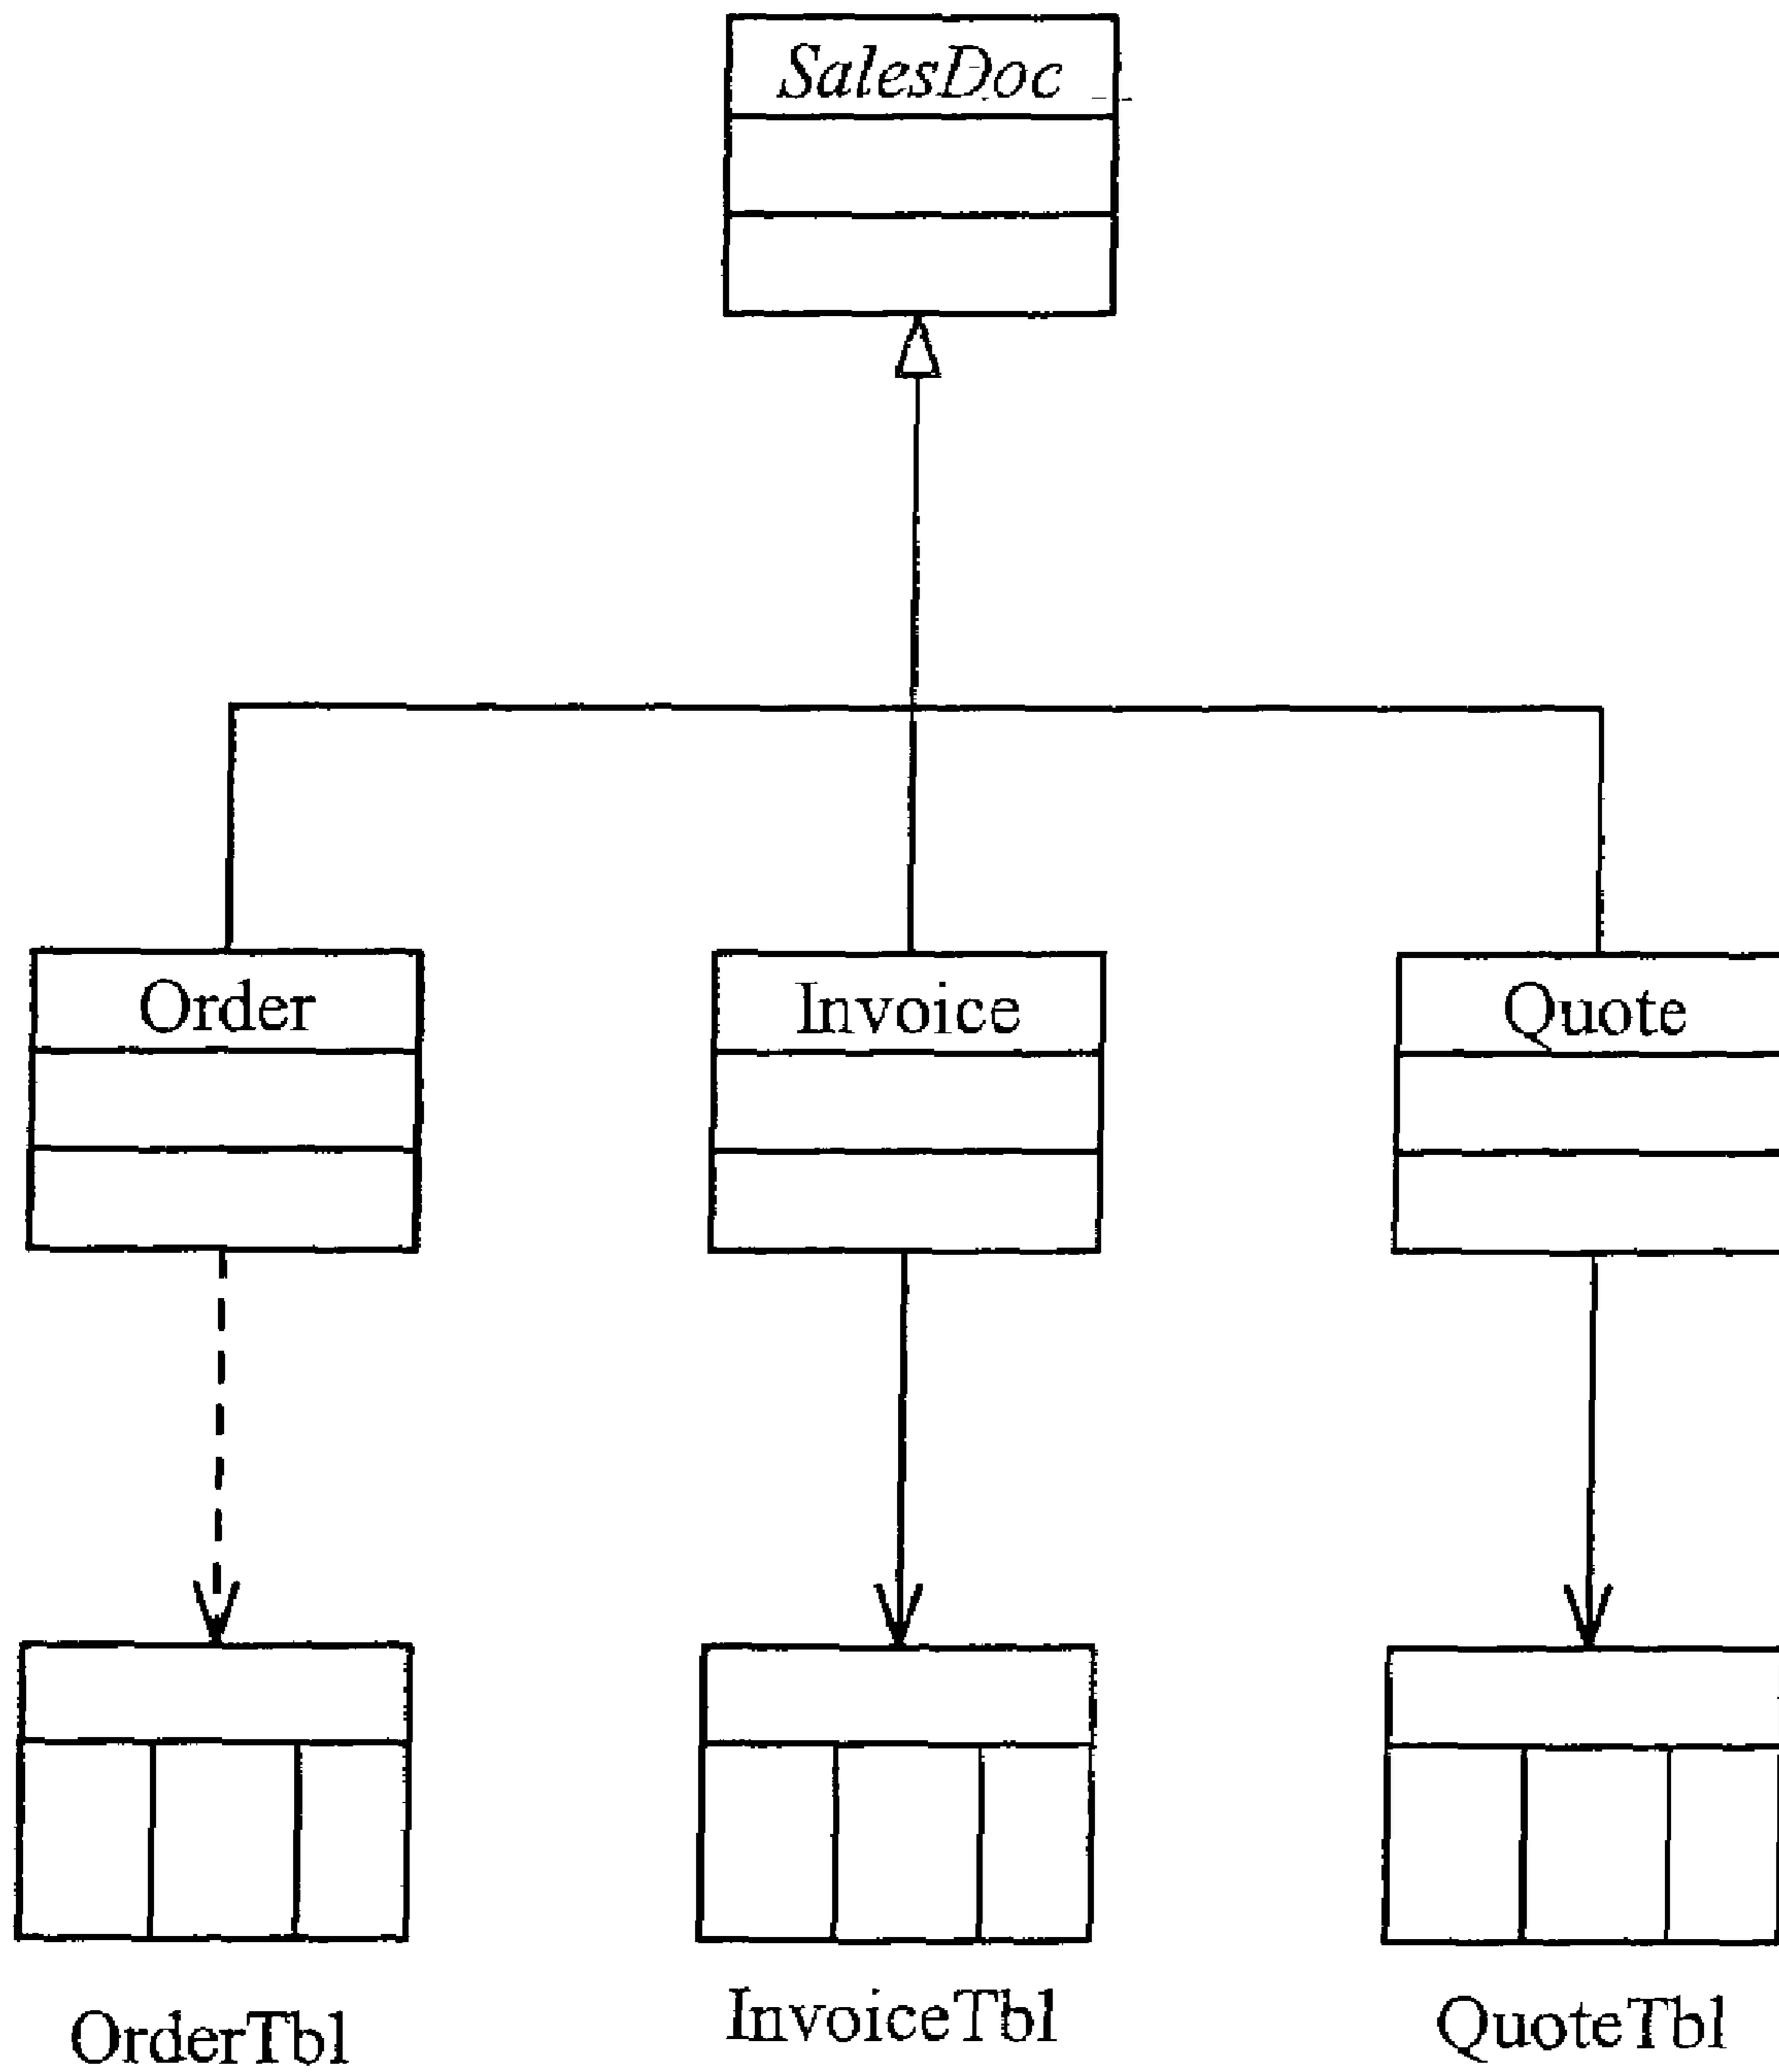 SalesDoc
Order
Invoice
Quote
OrderTbl
InvoiceTbl
QuoteTbl